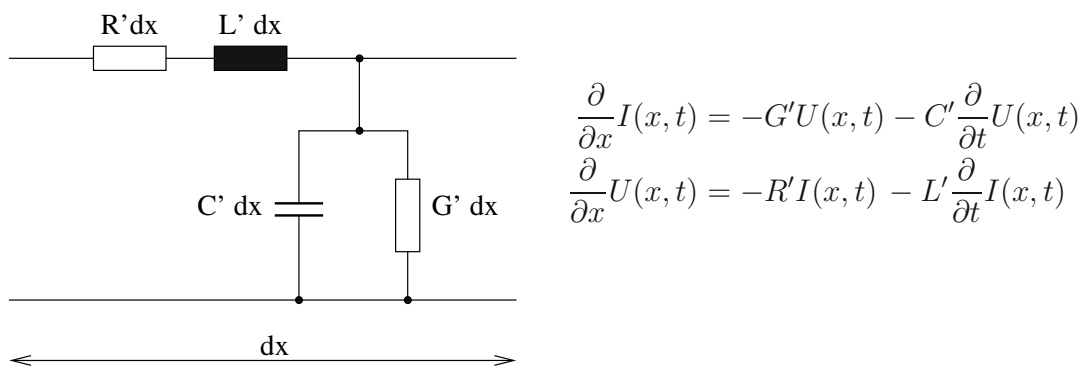 R'dx L' dx
∂/∂x I(x, t) = −G′U(x, t) − C′ ∂/∂t U(x, t)
∂/∂x U(x, t) = −R′I(x, t) − L′ ∂/∂t I(x, t)
C' dx G' dx
dx